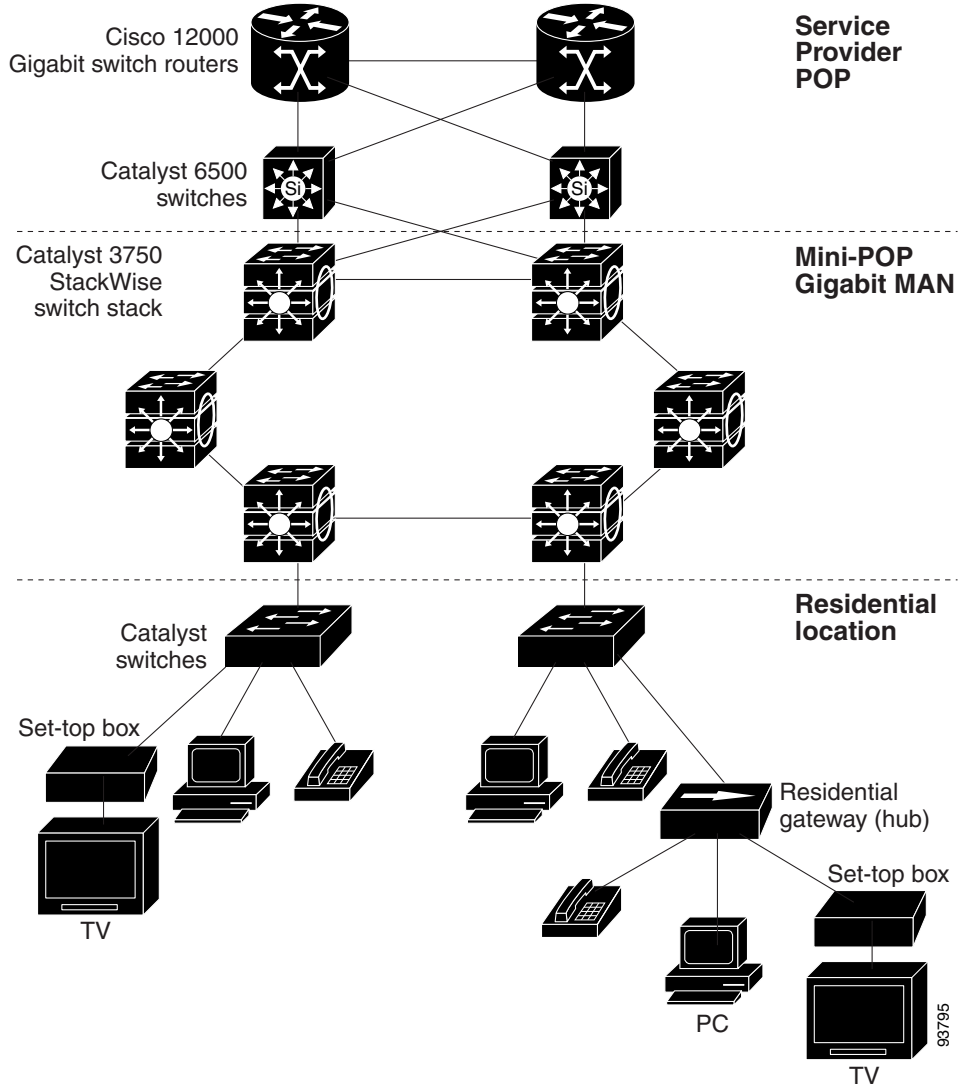 Cisco 12000
Gigabit switch routers
Service
Provider
POP
Catalyst 6500
switches
Si
Si
Catalyst 3750
StackWise
switch stack
Mini-POP
Gigabit MAN
Residential
location
Catalyst
switches
Set-top box
TV
Residential
gateway (hub)
Set-top box
PC
TV
93795